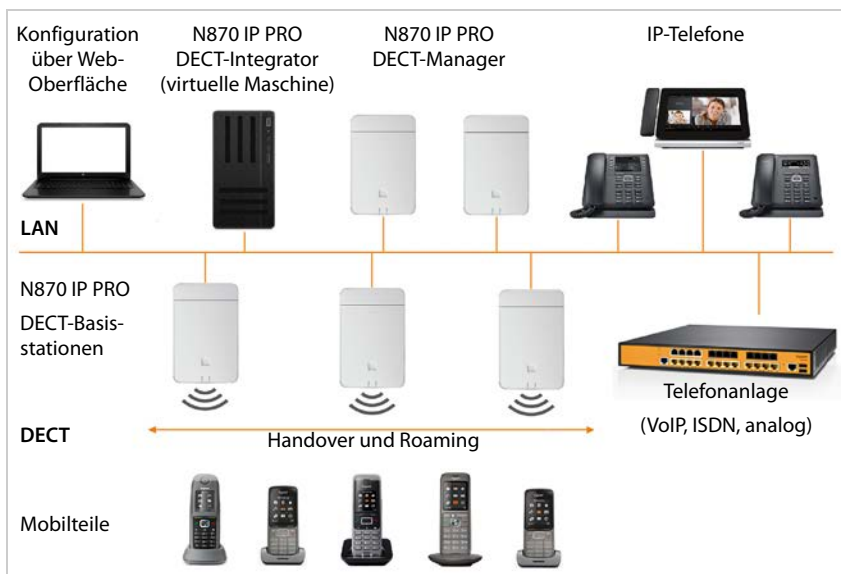 Konfiguration
über Web-
Oberfläche
N870 IP PRO
DECT-Integrator
(virtuelle Maschine)
N870 IP PRO
DECT-Manager
IP-Telefone
LAN
N870 IP PRO
DECT-Basis-
stationen
Telefonanlage
(VoIP, ISDN, analog)
DECT
Handover und Roaming
Mobilteile